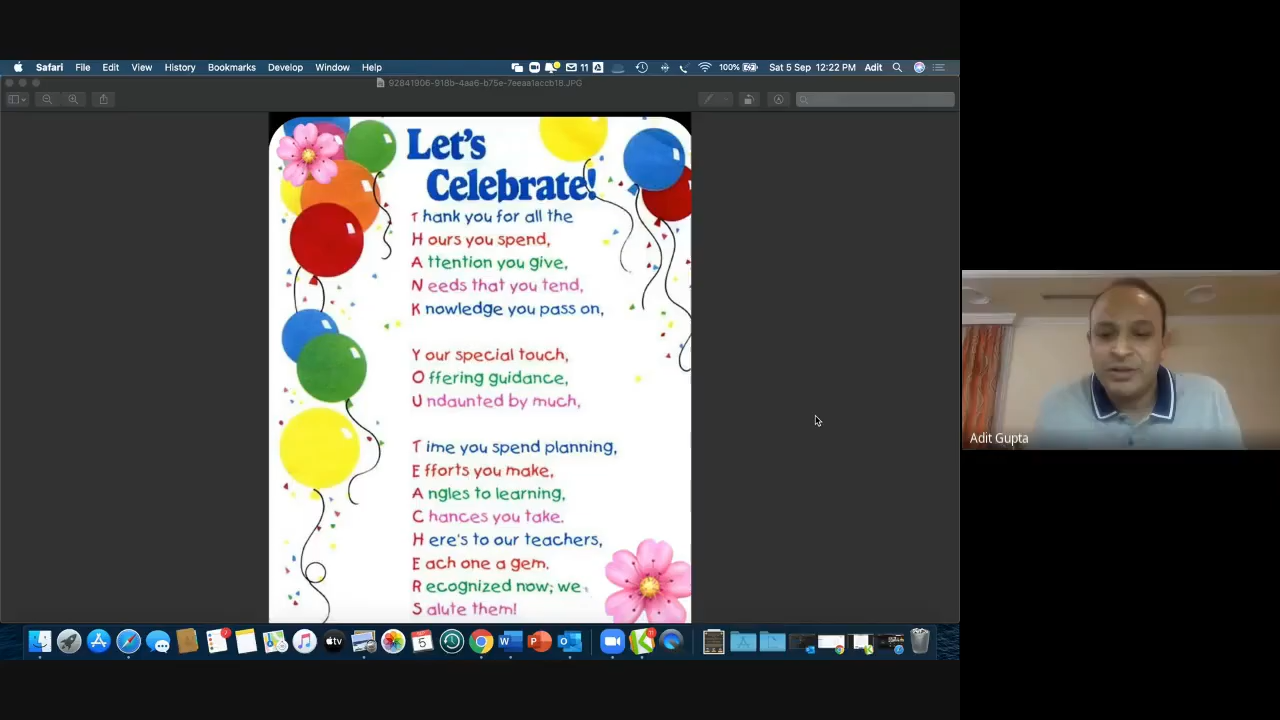 Safari File Edit View History Bookmarks Develop Window Help 11 100% Sat 5 Sep 12:22 PM Adit
Let's
Celebrate!
T hank you for all the
H ours you spend,
A ttention you give,
N eeds that you tend,
K nowledge you pass on,
Y our special touch,
O ffering guidance,
U ndaunted by much,
T ime you spend planning,
E fforts you make,
A ngles to learning,
C hances you take.
H ere's to our teachers,
E ach one a gem.
R ecognized now; we
S alute them!
Adit Gupta